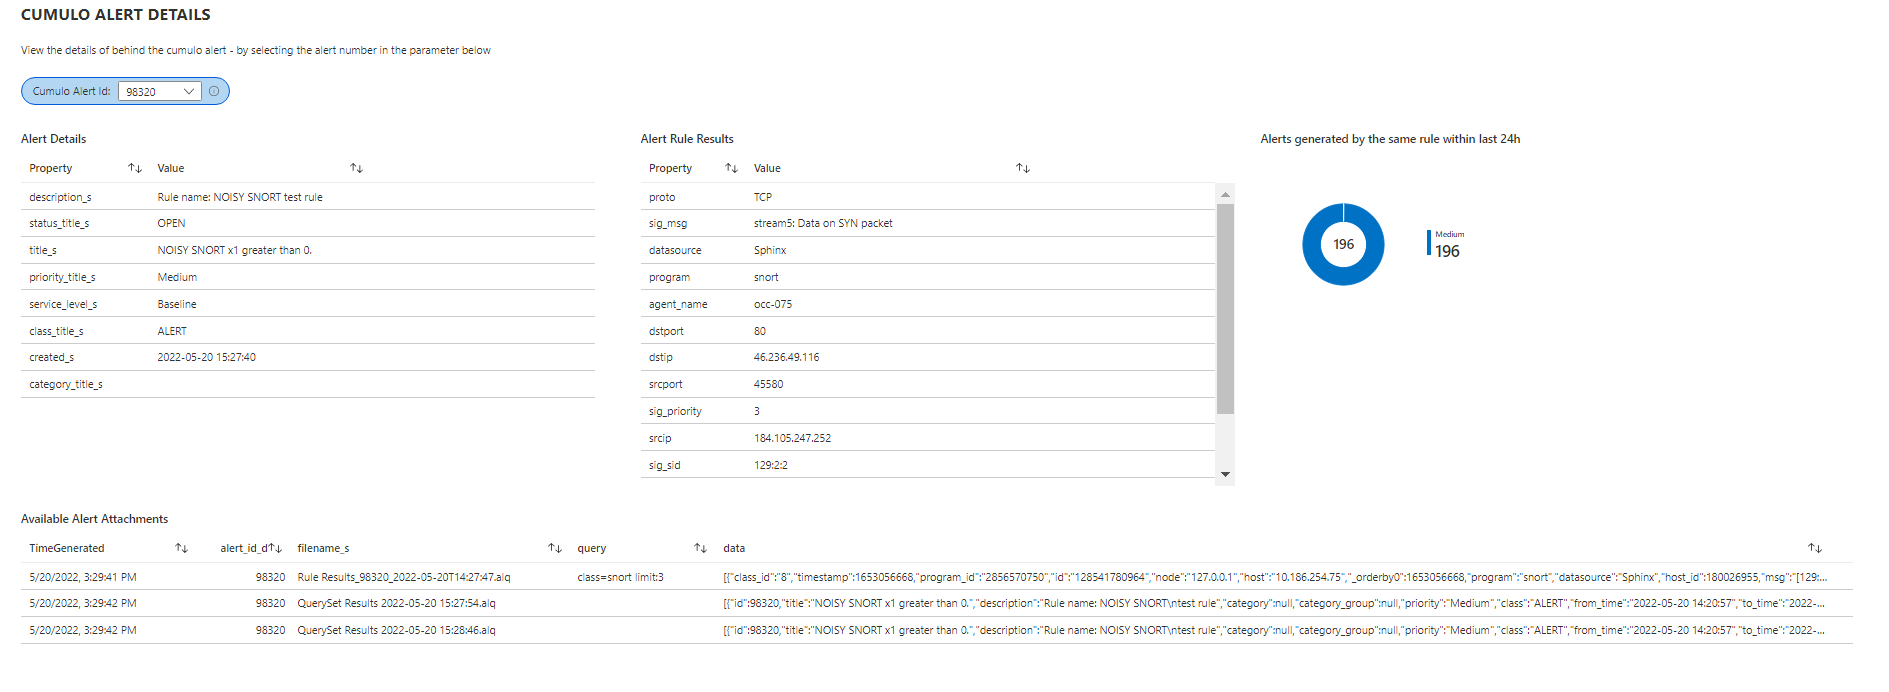 CUMULO ALERT DETAILS
View the details of behind the cumulo alert - by selecting the alert number in the parameter below
Cumulo Alert Id: 98320
Alert Details
Property Value
description_s Rule name: NOISY SNORT test rule
status_title_s OPEN
title_s NOISY SNORT x1 greater than 0.
priority_title_s Medium
service_level_s Baseline
class_title_s ALERT
created_s 2022-05-20 15:27:40
category_title_s
Alert Rule Results
Property Value
proto TCP
sig_msg stream5: Data on SYN packet
datasource Sphinx
program snort
agent_name occ-075
dstport 80
dstip 46.236.49.116
srcport 45580
sig_priority 3
srcip 184.105.247.252
sig_sid 129:2:2
Alerts generated by the same rule within last 24h
196
Medium
196
Available Alert Attachments
TimeGenerated alert_id_d filename_s query data
5/20/2022, 3:29:41 PM 98320 Rule Results_98320_2022-05-20T14:27:47.alq class=snort limit:3 [{"class_id":"8","timestamp":1653056668,"program_id":"2856570750","id":"128541780964","node":"127.0.0.1","host":"10.186.254.75","_orderby0":1653056668,"program":"snort","datasource":"Sphinx","host_id":180026955,"msg":"[129:...
5/20/2022, 3:29:42 PM 98320 QuerySet Results 2022-05-20 15:27:54.alq [{"id":98320,"title":"NOISY SNORT x1 greater than 0.","description":"Rule name: NOISY SNORT\ntest rule","category":null,"category_group":null,"priority":"Medium","class":"ALERT","from_time":"2022-05-20 14:20:57","to_time":"2022-...
5/20/2022, 3:29:42 PM 98320 QuerySet Results 2022-05-20 15:28:46.alq [{"id":98320,"title":"NOISY SNORT x1 greater than 0.","description":"Rule name: NOISY SNORT\ntest rule","category":null,"category_group":null,"priority":"Medium","class":"ALERT","from_time":"2022-05-20 14:20:57","to_time":"2022-...